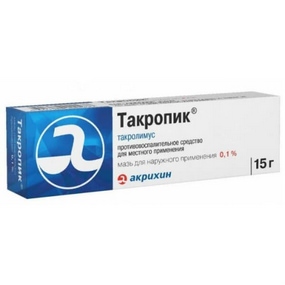 Такропик
Такропик®
такролимус
противовоспалительное средство
для местного применения
мазь для наружного применения 0,1 %
акрихин
15 г